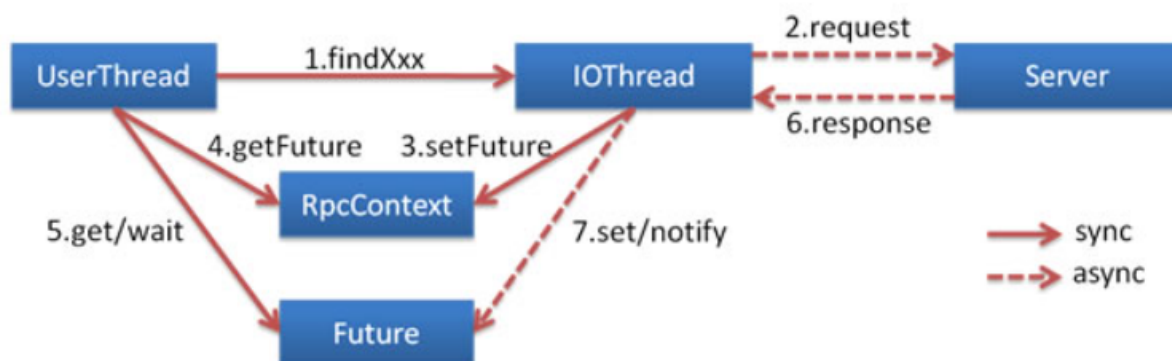 2.request
UserThread
1.findXxx
IOThread
Server
6.response
4.getFuture
3.setFuture
RpcContext
5.get/wait
7.set/notify
sync
async
Future